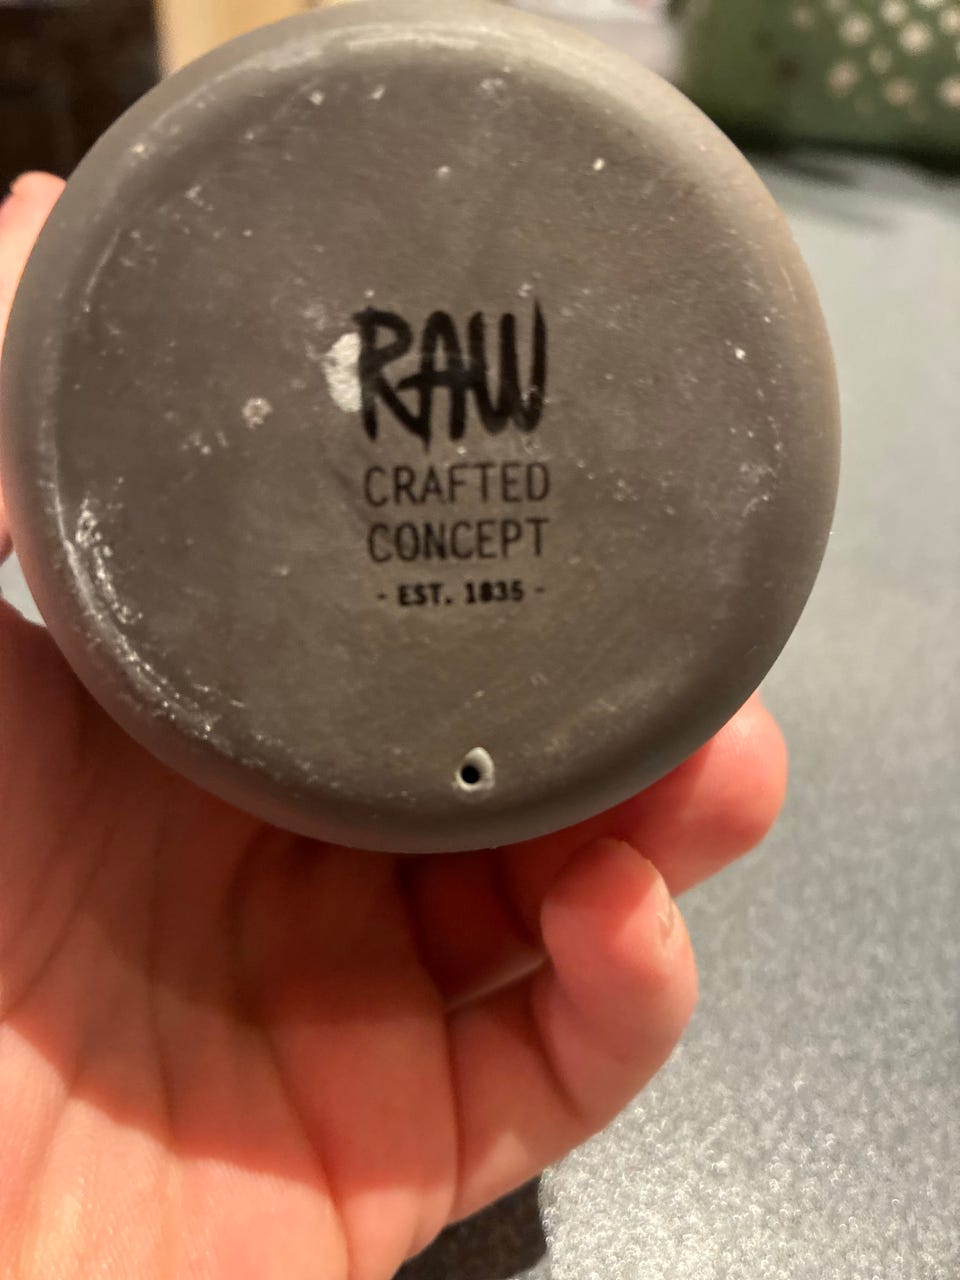 RAW
CRAFTED
CONCEPT
- EST. 1835 -